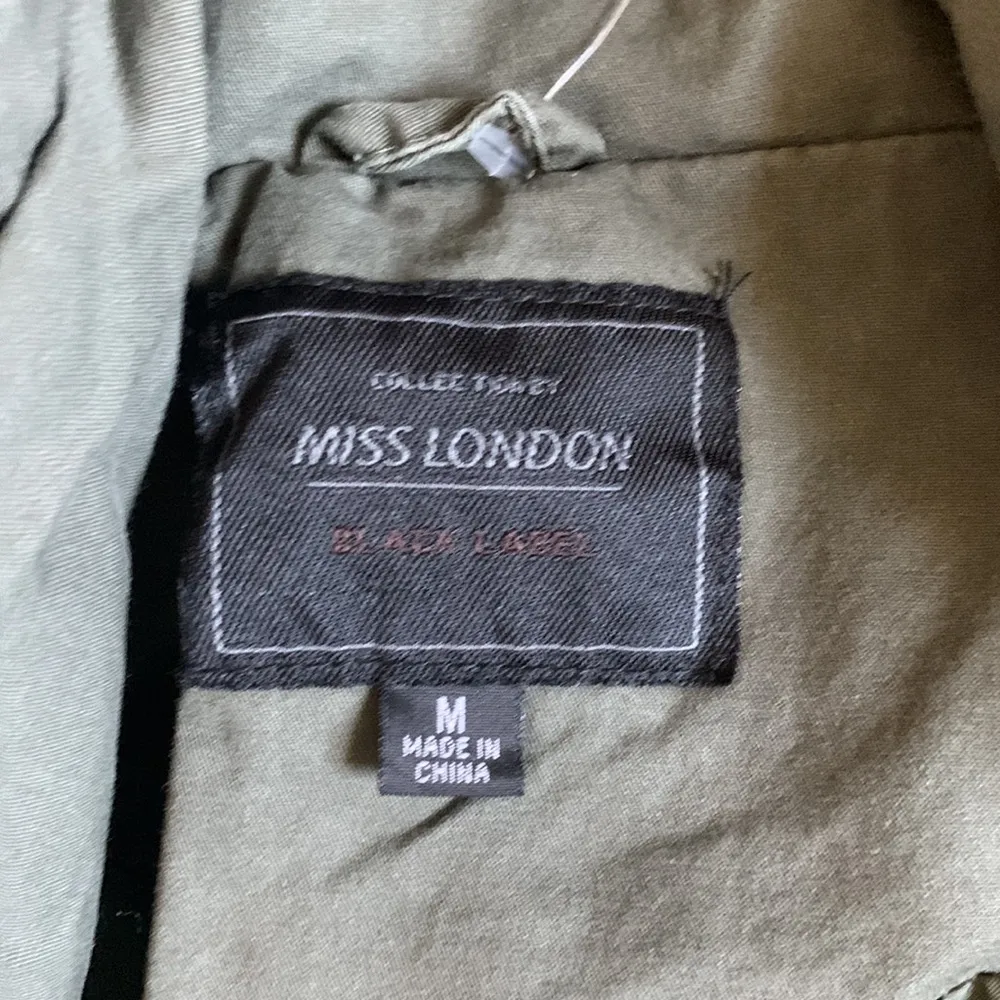 COLLECTION BY
MISS LONDON
BLACK LABEL
M
MADE IN
CHINA